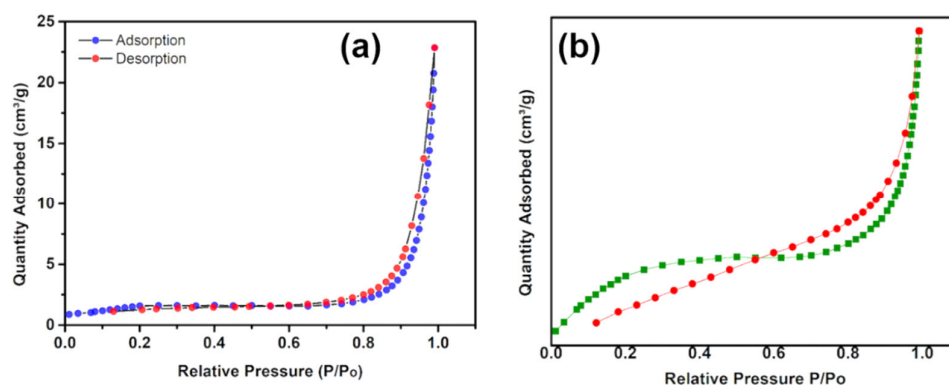 (a)
Adsorption
Desorption
Quantity Adsorbed (cm³/g)
25
20
15
10
5
0
0.0 0.2 0.4 0.6 0.8 1.0
Relative Pressure (P/Po)
(b)
Quantity Adsorbed (cm³/g)
0.0 0.2 0.4 0.6 0.8 1.0
Relative Pressure P/Po